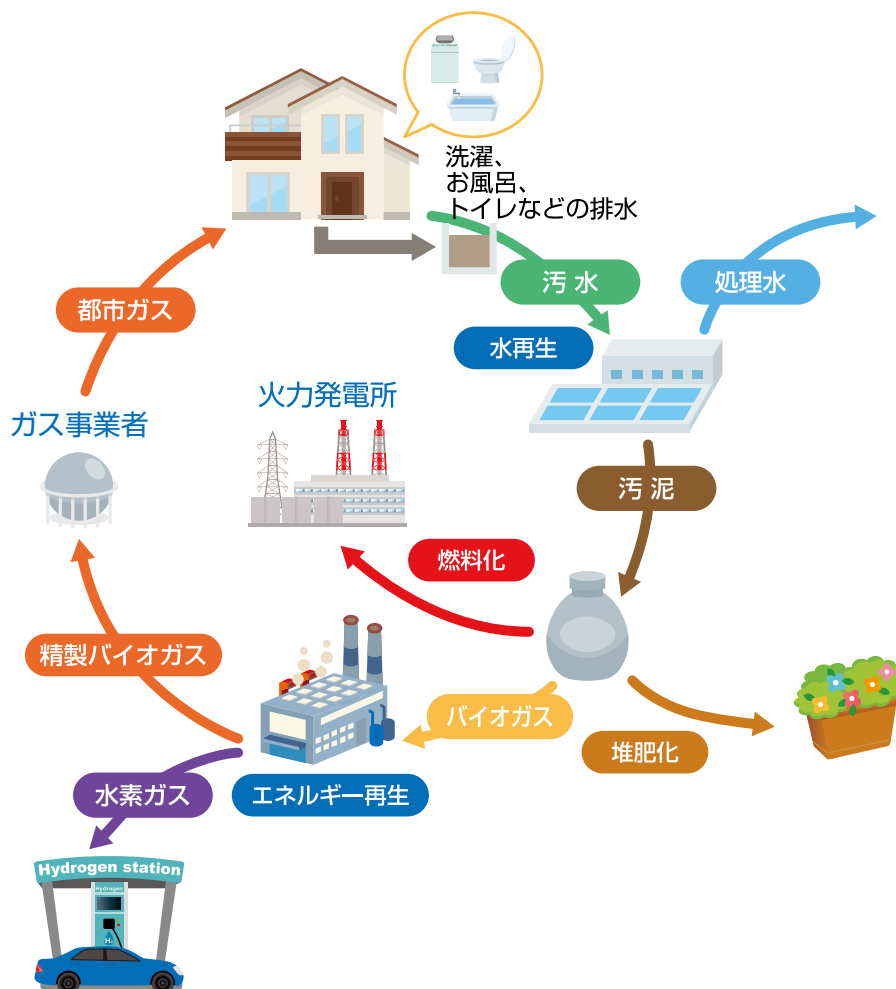 洗濯、
お風呂、
トイレなどの排水
汚水
処理水
都市ガス
水再生
火力発電所
ガス事業者
汚泥
燃料化
精製バイオガス
バイオガス
堆肥化
水素ガス
エネルギー再生
Hydrogen station
Hydrogen
H₂